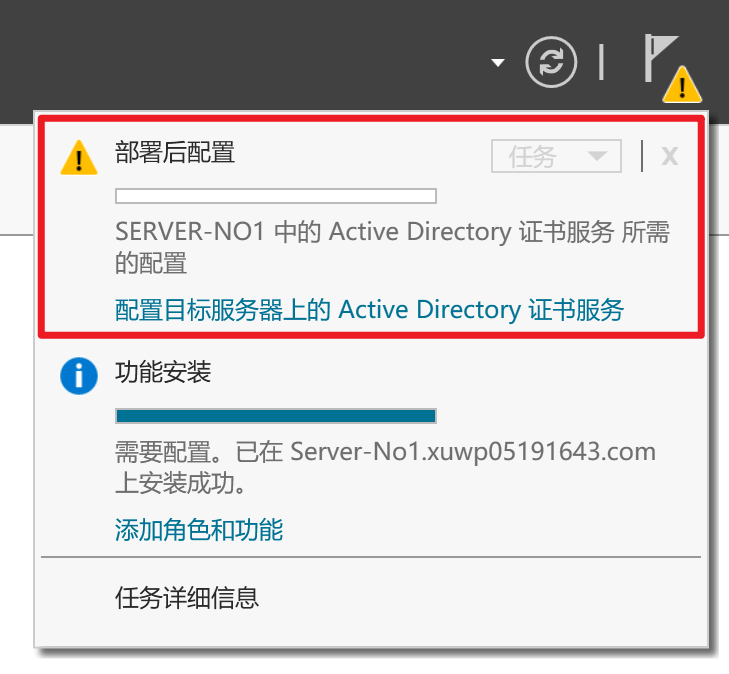 部署后配置
任务
X
SERVER-NO1 中的 Active Directory 证书服务 所需
的配置
配置目标服务器上的 Active Directory 证书服务
功能安装
需要配置。已在 Server-No1.xuwp05191643.com
上安装成功。
添加角色和功能
任务详细信息